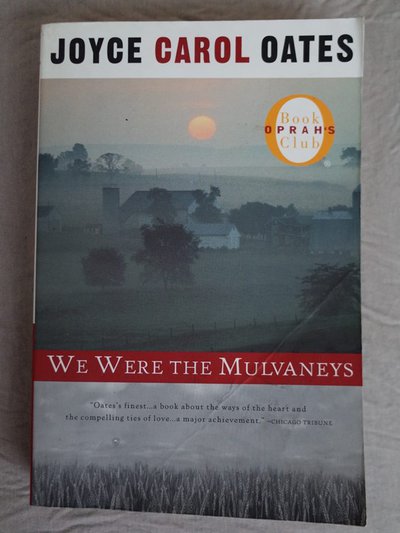 JOYCE CAROL OATES
Book
OPRAH'S
Club
WE WERE THE MULVANEYS
"Oates's finest...a book about the ways of the heart and
the compelling ties of love...a major achievement." –CHICAGO TRIBUNE